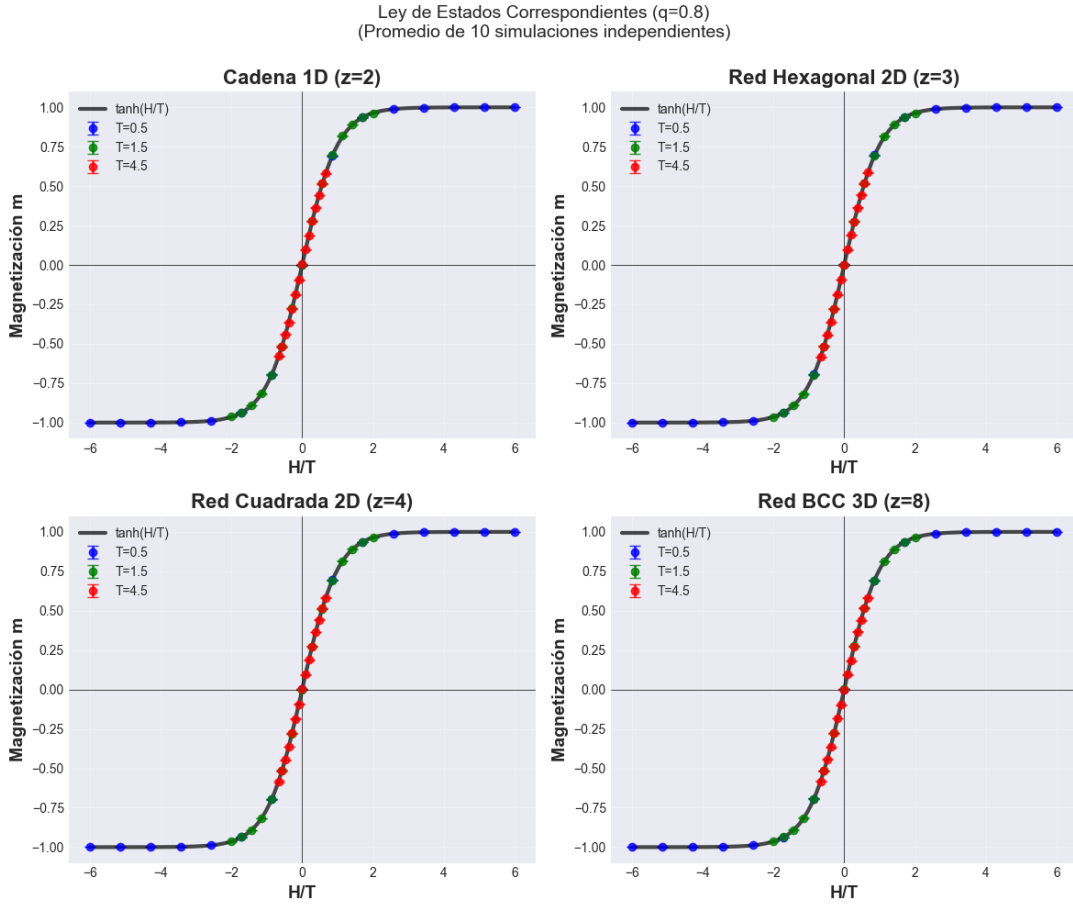 Ley de Estados Correspondientes (q=0.8)
(Promedio de 10 simulaciones independientes)
Cadena 1D (z=2)
tanh(H/T)
T=0.5
T=1.5
T=4.5
Magnetización m
1.00
0.75
0.50
0.25
0.00
−0.25
−0.50
−0.75
−1.00
−6 −4 −2 0 2 4 6
H/T
Red Hexagonal 2D (z=3)
tanh(H/T)
T=0.5
T=1.5
T=4.5
Magnetización m
1.00
0.75
0.50
0.25
0.00
−0.25
−0.50
−0.75
−1.00
−6 −4 −2 0 2 4 6
H/T
Red Cuadrada 2D (z=4)
tanh(H/T)
T=0.5
T=1.5
T=4.5
Magnetización m
1.00
0.75
0.50
0.25
0.00
−0.25
−0.50
−0.75
−1.00
−6 −4 −2 0 2 4 6
H/T
Red BCC 3D (z=8)
tanh(H/T)
T=0.5
T=1.5
T=4.5
Magnetización m
1.00
0.75
0.50
0.25
0.00
−0.25
−0.50
−0.75
−1.00
−6 −4 −2 0 2 4 6
H/T